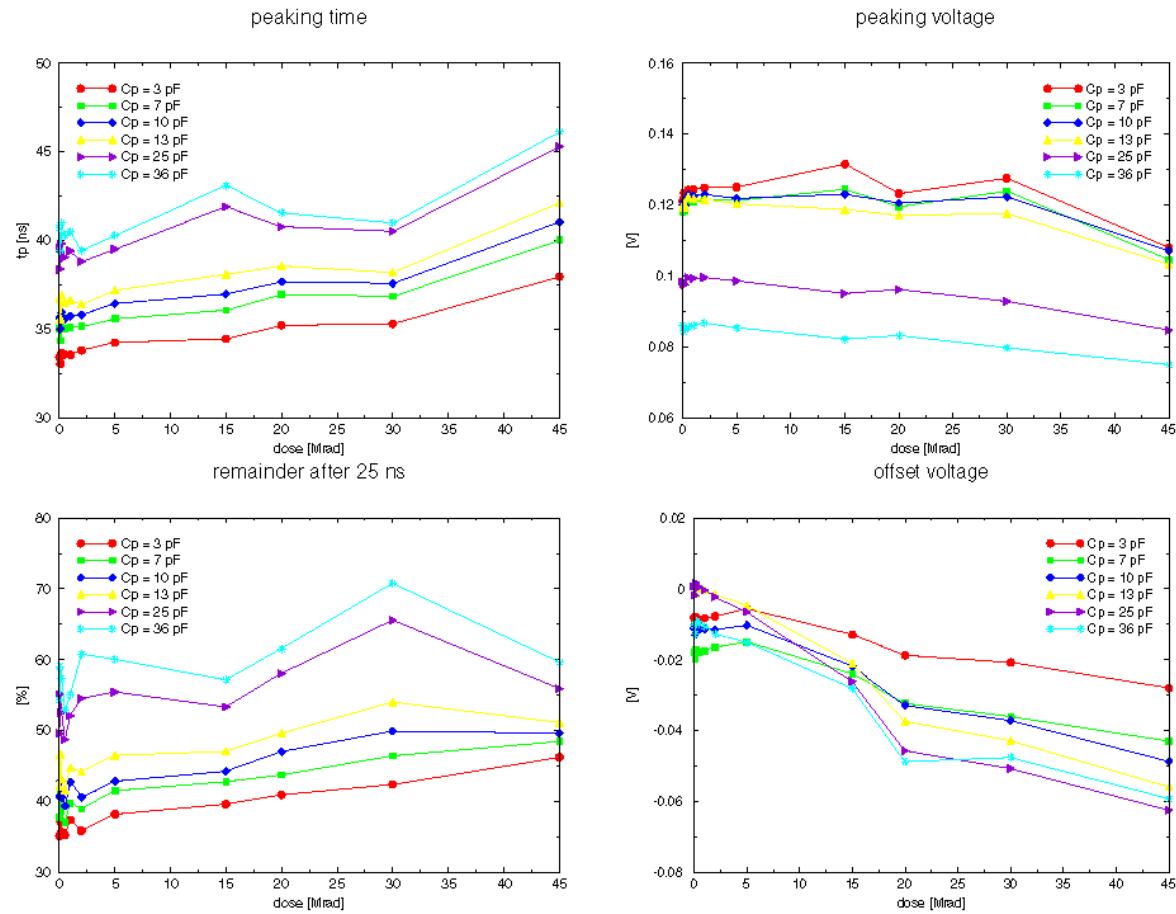 peaking time
50
45
40
35
30
tp [ns]
Cp = 3 pF
Cp = 7 pF
Cp = 10 pF
Cp = 13 pF
Cp = 25 pF
Cp = 36 pF
0 5 10 15 20 25 30 35 40 45
dose [Mrad]
peaking voltage
0.16
0.14
0.12
0.1
0.08
0.06
[V]
Cp = 3 pF
Cp = 7 pF
Cp = 10 pF
Cp = 13 pF
Cp = 25 pF
Cp = 36 pF
0 5 10 15 20 25 30 35 40 45
dose [Mrad]
remainder after 25 ns
80
70
60
50
40
30
[%]
Cp = 3 pF
Cp = 7 pF
Cp = 10 pF
Cp = 13 pF
Cp = 25 pF
Cp = 36 pF
0 5 10 15 20 25 30 35 40 45
dose [Mrad]
offset voltage
0.02
0
-0.02
-0.04
-0.06
-0.08
[V]
Cp = 3 pF
Cp = 7 pF
Cp = 10 pF
Cp = 13 pF
Cp = 25 pF
Cp = 36 pF
0 5 10 15 20 25 30 35 40 45
dose [Mrad]